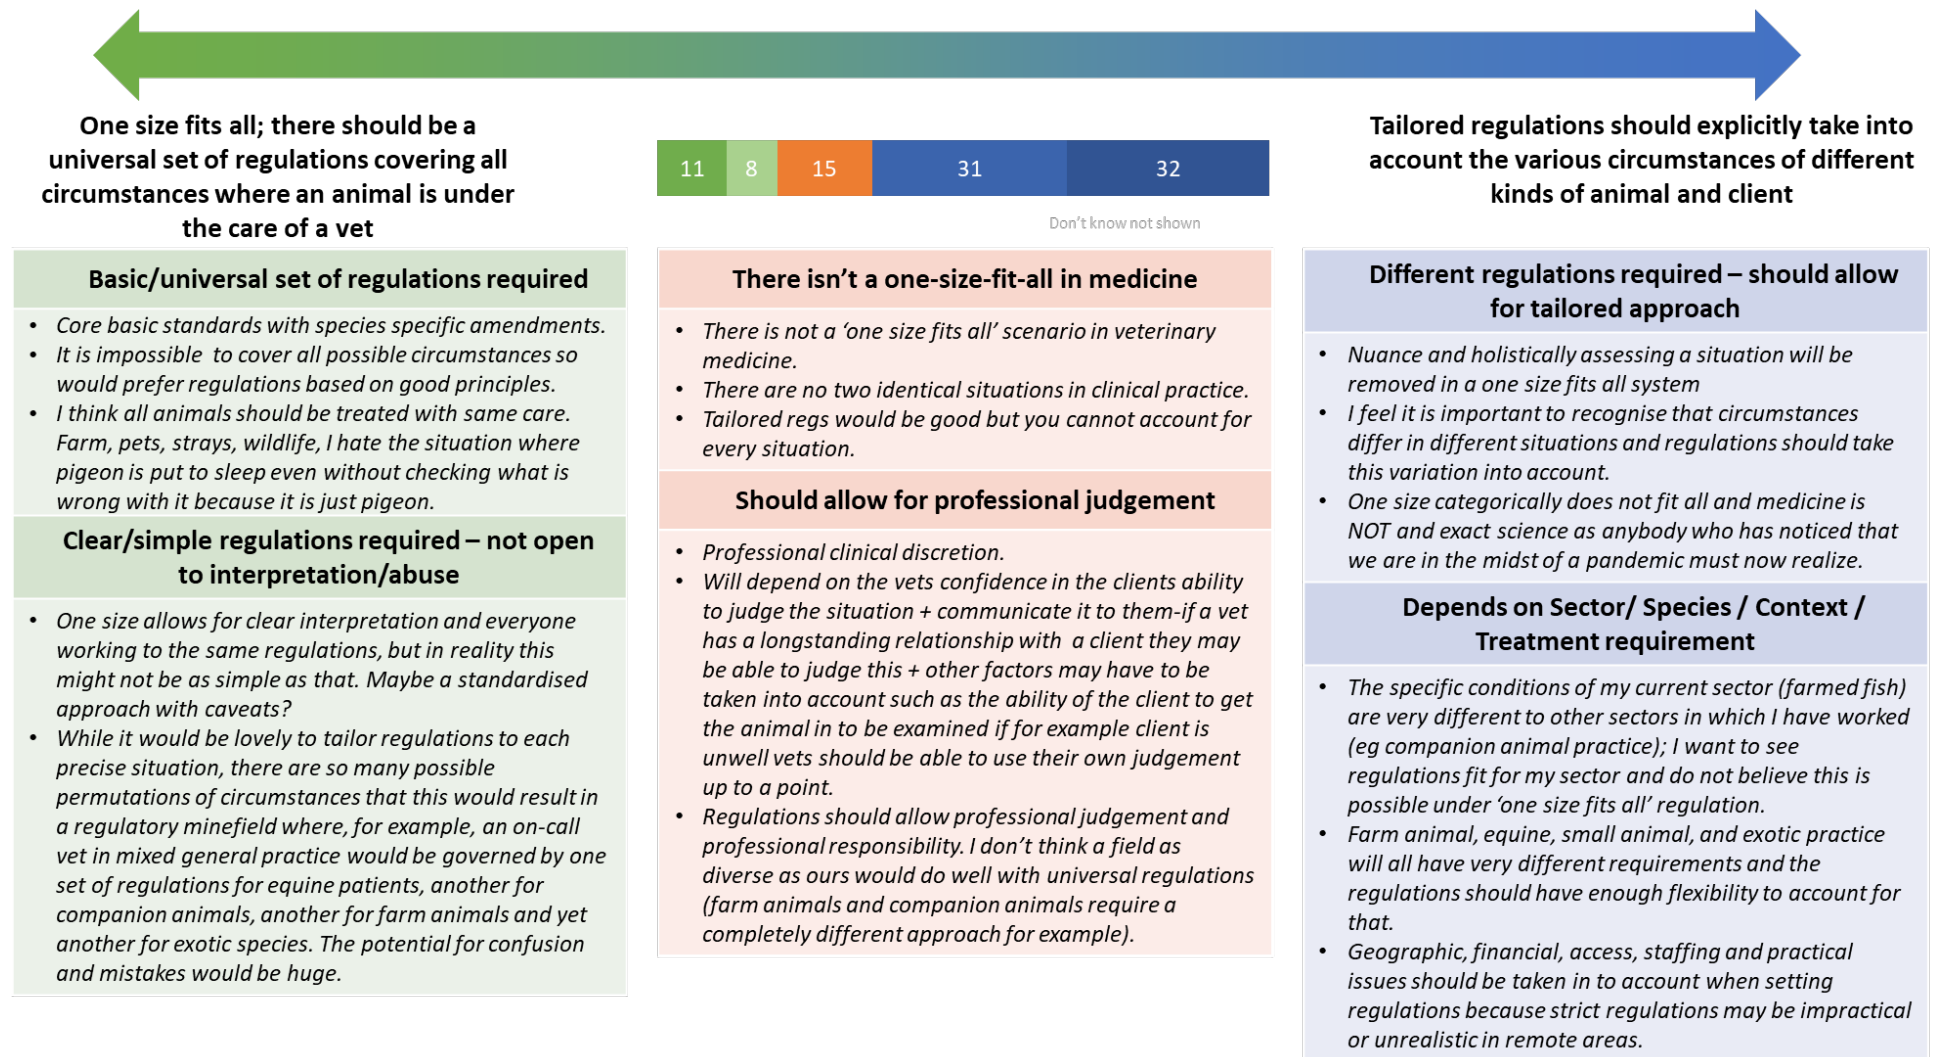 One size fits all; there should be a
universal set of regulations covering all
circumstances where an animal is under
the care of a vet
11 8 15 31 32
Don't know not shown
Tailored regulations should explicitly take into
account the various circumstances of different
kinds of animal and client
Basic/universal set of regulations required
• Core basic standards with species specific amendments.
• It is impossible to cover all possible circumstances so
would prefer regulations based on good principles.
• I think all animals should be treated with same care.
Farm, pets, strays, wildlife, I hate the situation where
pigeon is put to sleep even without checking what is
wrong with it because it is just pigeon.
Clear/simple regulations required – not open
to interpretation/abuse
• One size allows for clear interpretation and everyone
working to the same regulations, but in reality this
might not be as simple as that. Maybe a standardised
approach with caveats?
• While it would be lovely to tailor regulations to each
precise situation, there are so many possible
permutations of circumstances that this would result in
a regulatory minefield where, for example, an on-call
vet in mixed general practice would be governed by one
set of regulations for equine patients, another for
companion animals, another for farm animals and yet
another for exotic species. The potential for confusion
and mistakes would be huge.
There isn't a one-size-fit-all in medicine
• There is not a 'one size fits all' scenario in veterinary
medicine.
• There are no two identical situations in clinical practice.
• Tailored regs would be good but you cannot account for
every situation.
Should allow for professional judgement
• Professional clinical discretion.
• Will depend on the vets confidence in the clients ability
to judge the situation + communicate it to them-if a vet
has a longstanding relationship with a client they may
be able to judge this + other factors may have to be
taken into account such as the ability of the client to get
the animal in to be examined if for example client is
unwell vets should be able to use their own judgement
up to a point.
• Regulations should allow professional judgement and
professional responsibility. I don't think a field as
diverse as ours would do well with universal regulations
(farm animals and companion animals require a
completely different approach for example).
Different regulations required – should allow
for tailored approach
• Nuance and holistically assessing a situation will be
removed in a one size fits all system
• I feel it is important to recognise that circumstances
differ in different situations and regulations should take
this variation into account.
• One size categorically does not fit all and medicine is
NOT and exact science as anybody who has noticed that
we are in the midst of a pandemic must now realize.
Depends on Sector/ Species / Context /
Treatment requirement
• The specific conditions of my current sector (farmed fish)
are very different to other sectors in which I have worked
(eg companion animal practice); I want to see
regulations fit for my sector and do not believe this is
possible under 'one size fits all' regulation.
• Farm animal, equine, small animal, and exotic practice
will all have very different requirements and the
regulations should have enough flexibility to account for
that.
• Geographic, financial, access, staffing and practical
issues should be taken in to account when setting
regulations because strict regulations may be impractical
or unrealistic in remote areas.